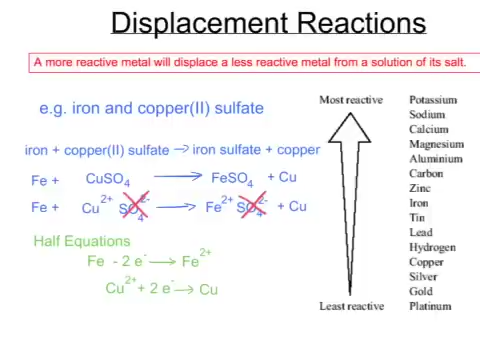 Displacement Reactions
A more reactive metal will displace a less reactive metal from a solution of its salt.
e.g. iron and copper(II) sulfate
iron + copper(II) sulfate → iron sulfate + copper
Fe + CuSO₄ → FeSO₄ + Cu
Fe + Cu²⁺ SO₄²⁻ → Fe²⁺ SO₄²⁻ + Cu
Half Equations
Fe - 2 e⁻ → Fe²⁺
Cu²⁺ + 2 e⁻ → Cu
Most reactive
Least reactive
Potassium
Sodium
Calcium
Magnesium
Aluminium
Carbon
Zinc
Iron
Tin
Lead
Hydrogen
Copper
Silver
Gold
Platinum